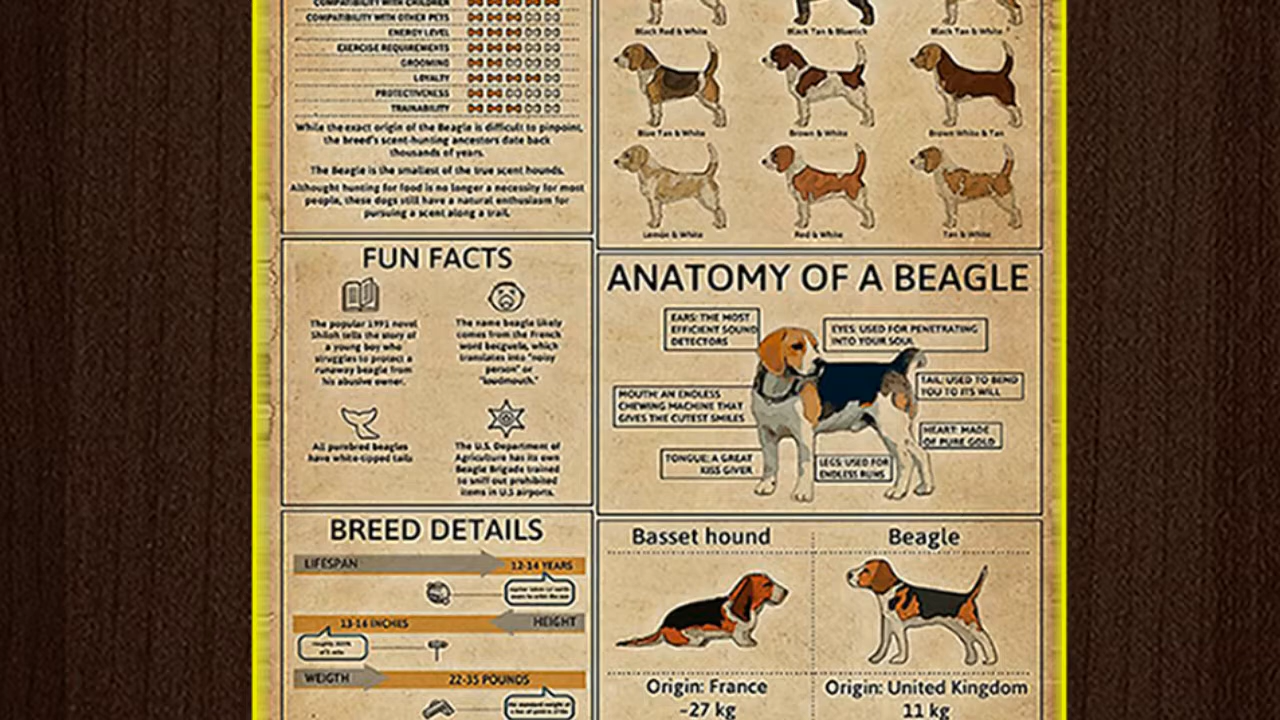 COMPATIBILITY WITH CHILDREN
COMPATIBILITY WITH OTHER PETS
ENERGY LEVEL
EXERCISE REQUIREMENTS
GROOMING
LOYALTY
PROTECTIVENESS
TRAINABILITY
While the exact origin of the Beagle is difficult to pinpoint,
the breed's scent-hunting ancestors date back
thousands of years.
The Beagle is the smallest of the true scent hounds.
Althought hunting for food is no longer a necessity for most
people, these dogs still have a natural enthusiasm for
pursuing a scent along a trail.
Black Red & White
Black Tan & Bluetick
Black Tan & White
Blue Tan & White
Brown & White
Brown White & Tan
Lemon & White
Red & White
Tan & White
FUN FACTS
The popular 1991 novel
Shiloh tells the story of
a young boy who
struggles to protect a
runaway beagle from
his abusive owner.
The name beagle likely
comes from the French
word becguele, which
translates into "noisy
person" or
"loudmouth."
All purebred beagles
have white-tipped tails
The U.S. Department of
Agriculture has its own
Beagle Brigade trained
to sniff out prohibited
items in U.S airports.
ANATOMY OF A BEAGLE
EARS: THE MOST
EFFICIENT SOUND
DETECTORS
EYES: USED FOR PENETRATING
INTO YOUR SOUL
MOUTH: AN ENDLESS
CHEWING MACHINE THAT
GIVES THE CUTEST SMILES
TAIL: USED TO BEND
YOU TO ITS WILL
HEART: MADE
OF PURE GOLD
TONGUE: A GREAT
KISS GIVER
LEGS: USED FOR
ENDLESS RUNS
BREED DETAILS
LIFESPAN
12-14 YEARS
13-16 INCHES
HEIGHT
WEIGTH
22-35 POUNDS
Basset hound
Beagle
Origin: France
~27 kg
Origin: United Kingdom
11 kg